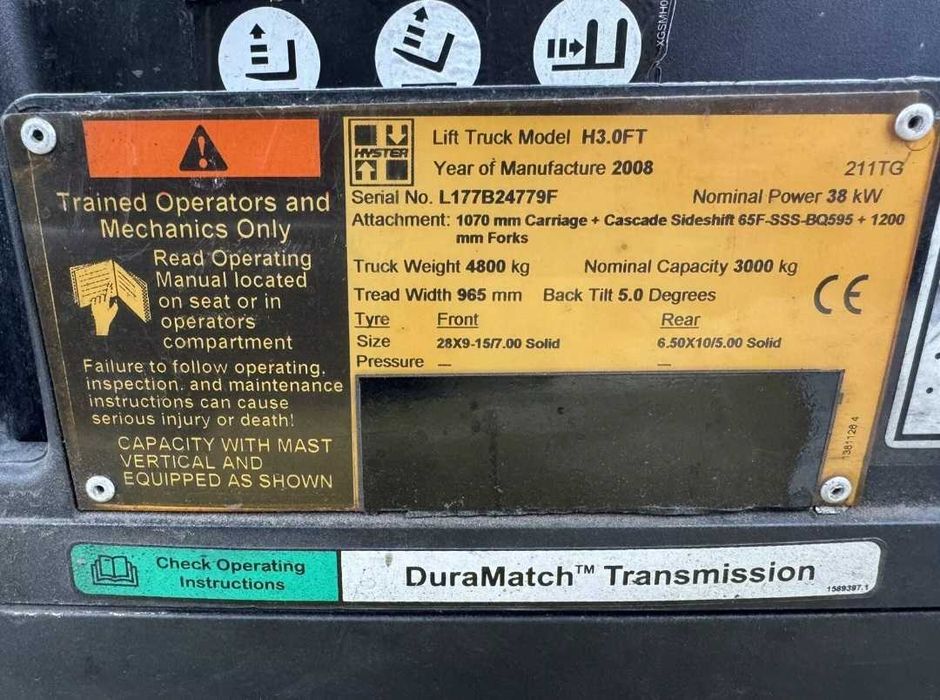 XGSMH0
HYSTER
Lift Truck Model H3.0FT
Year of Manufacture 2008
211TG
Serial No. L177B24779F
Nominal Power 38 kW
Attachment: 1070 mm Carriage + Cascade Sideshift 65F-SSS-BQ595 + 1200
mm Forks
Truck Weight 4800 kg
Nominal Capacity 3000 kg
Tread Width 965 mm
Back Tilt 5.0 Degrees
CE
Tyre Front Rear
Size 28X9-15/7.00 Solid 6.50X10/5.00 Solid
Pressure — —
1381128.4
Trained Operators and
Mechanics Only
Read Operating
Manual located
on seat or in
operators
compartment
Failure to follow operating,
inspection, and maintenance
instructions can cause
serious injury or death!
CAPACITY WITH MAST
VERTICAL AND
EQUIPPED AS SHOWN
Check Operating
Instructions
DuraMatch™ Transmission
1589397.1